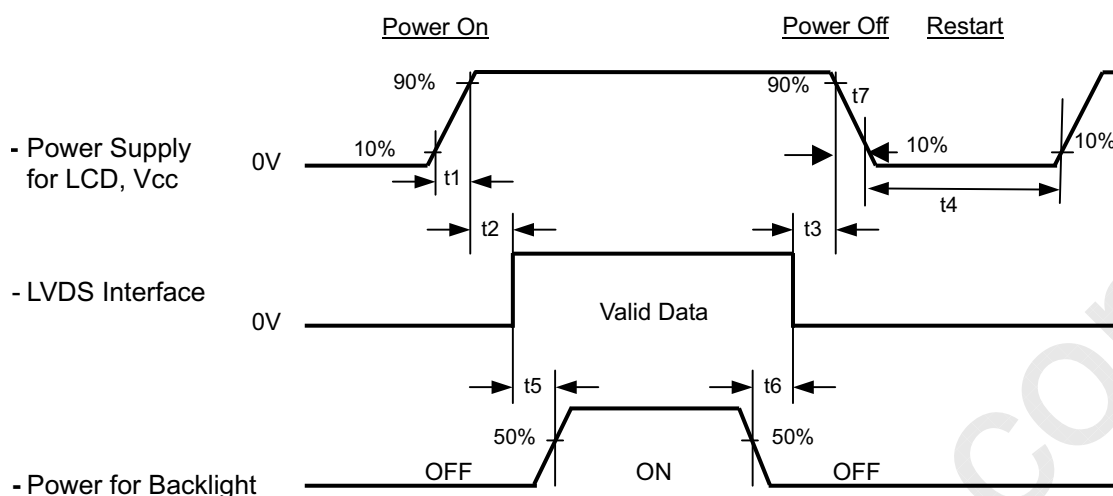 Power On Power Off Restart
90% 90% t7
- Power Supply
for LCD, Vcc
0V 10% 10% 10%
t1
t4
t2 t3
- LVDS Interface
0V Valid Data
t5 t6
50% 50%
- Power for Backlight OFF ON OFF